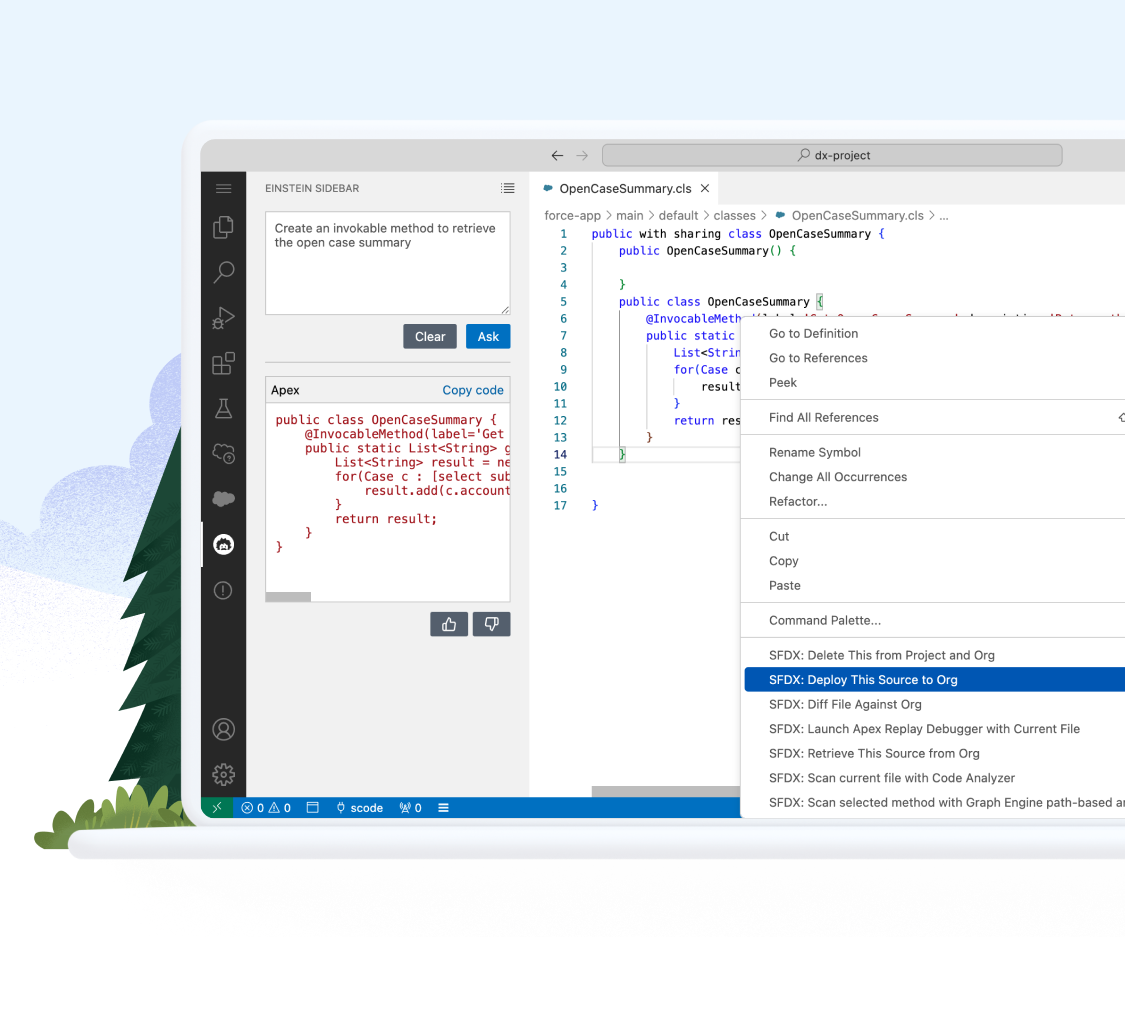 dx-project
EINSTEIN SIDEBAR
Create an invokable method to retrieve
the open case summary
Clear
Ask
Apex
Copy code
public class OpenCaseSummary {
@InvocableMethod(label='Get
public static List<String> g
List<String> result = ne
for(Case c : [select sub
result.add(c.account
}
return result;
}
}
OpenCaseSummary.cls
force-app > main > default > classes > OpenCaseSummary.cls > ...
1 public with sharing class OpenCaseSummary {
2 public OpenCaseSummary() {
3
4 }
5 public class OpenCaseSummary {
6 @InvocableMeth
7 public static
8 List<Strin
9 for(Case c
10 result
11 }
12 return res
13 }
14 }
15
16
17 }
Go to Definition
Go to References
Peek
Find All References
Rename Symbol
Change All Occurrences
Refactor...
Cut
Copy
Paste
Command Palette...
SFDX: Delete This from Project and Org
SFDX: Deploy This Source to Org
SFDX: Diff File Against Org
SFDX: Launch Apex Replay Debugger with Current File
SFDX: Retrieve This Source from Org
SFDX: Scan current file with Code Analyzer
SFDX: Scan selected method with Graph Engine path-based
0 0 scode 0